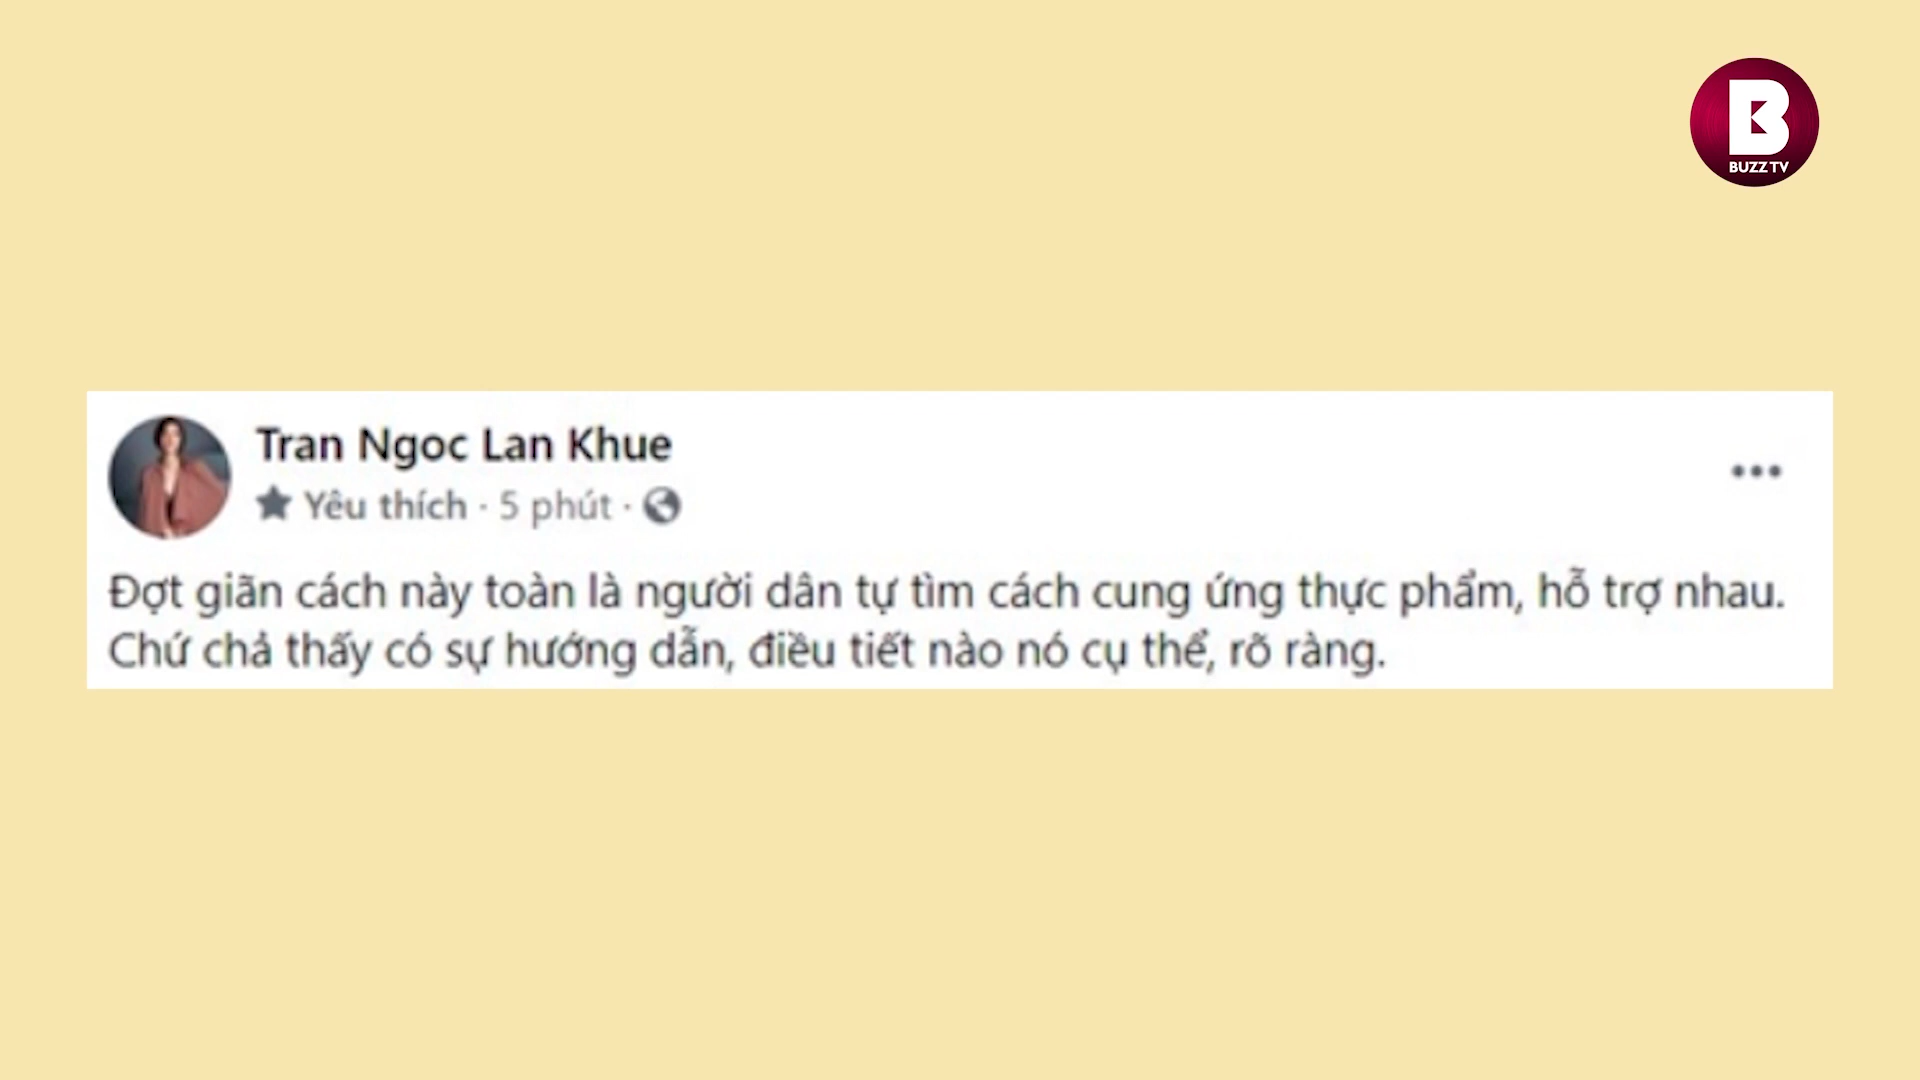 B
BUZZ TV
Tran Ngoc Lan Khue
Yêu thích · 5 phút ·
Đợt giãn cách này toàn là người dân tự tìm cách cung ứng thực phẩm, hỗ trợ nhau.
Chứ chả thấy có sự hướng dẫn, điều tiết nào nó cụ thể, rõ ràng.